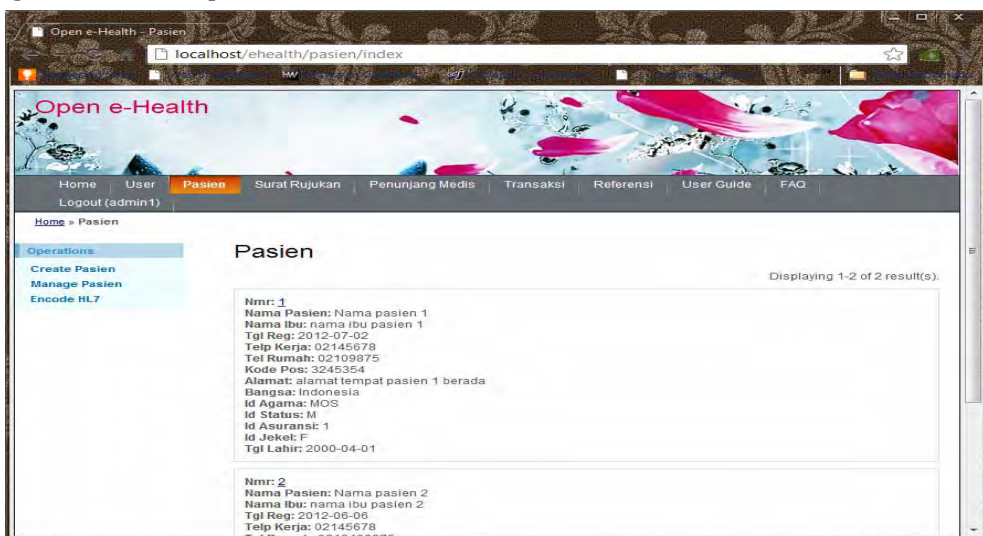 Open e-Health - Pasien
localhost/ehealth/pasien/index
Open e-Health
Home User Pasien Surat Rujukan Penunjang Medis Transaksi Referensi User Guide FAQ
Logout (admin1)
Home » Pasien
Operations
Create Pasien
Manage Pasien
Encode HL7
Pasien
Displaying 1-2 of 2 result(s).
Nmr: 1
Nama Pasien: Nama pasien 1
Nama Ibu: nama ibu pasien 1
Tgl Reg: 2012-07-02
Telp Kerja: 02145678
Tel Rumah: 02109875
Kode Pos: 3245354
Alamat: alamat tempat pasien 1 berada
Bangsa: Indonesia
Id Agama: MOS
Id Status: M
Id Asuransi: 1
Id Jekel: F
Tgl Lahir: 2000-04-01
Nmr: 2
Nama Pasien: Nama pasien 2
Nama Ibu: nama ibu pasien 2
Tgl Reg: 2012-06-06
Telp Kerja: 02145678